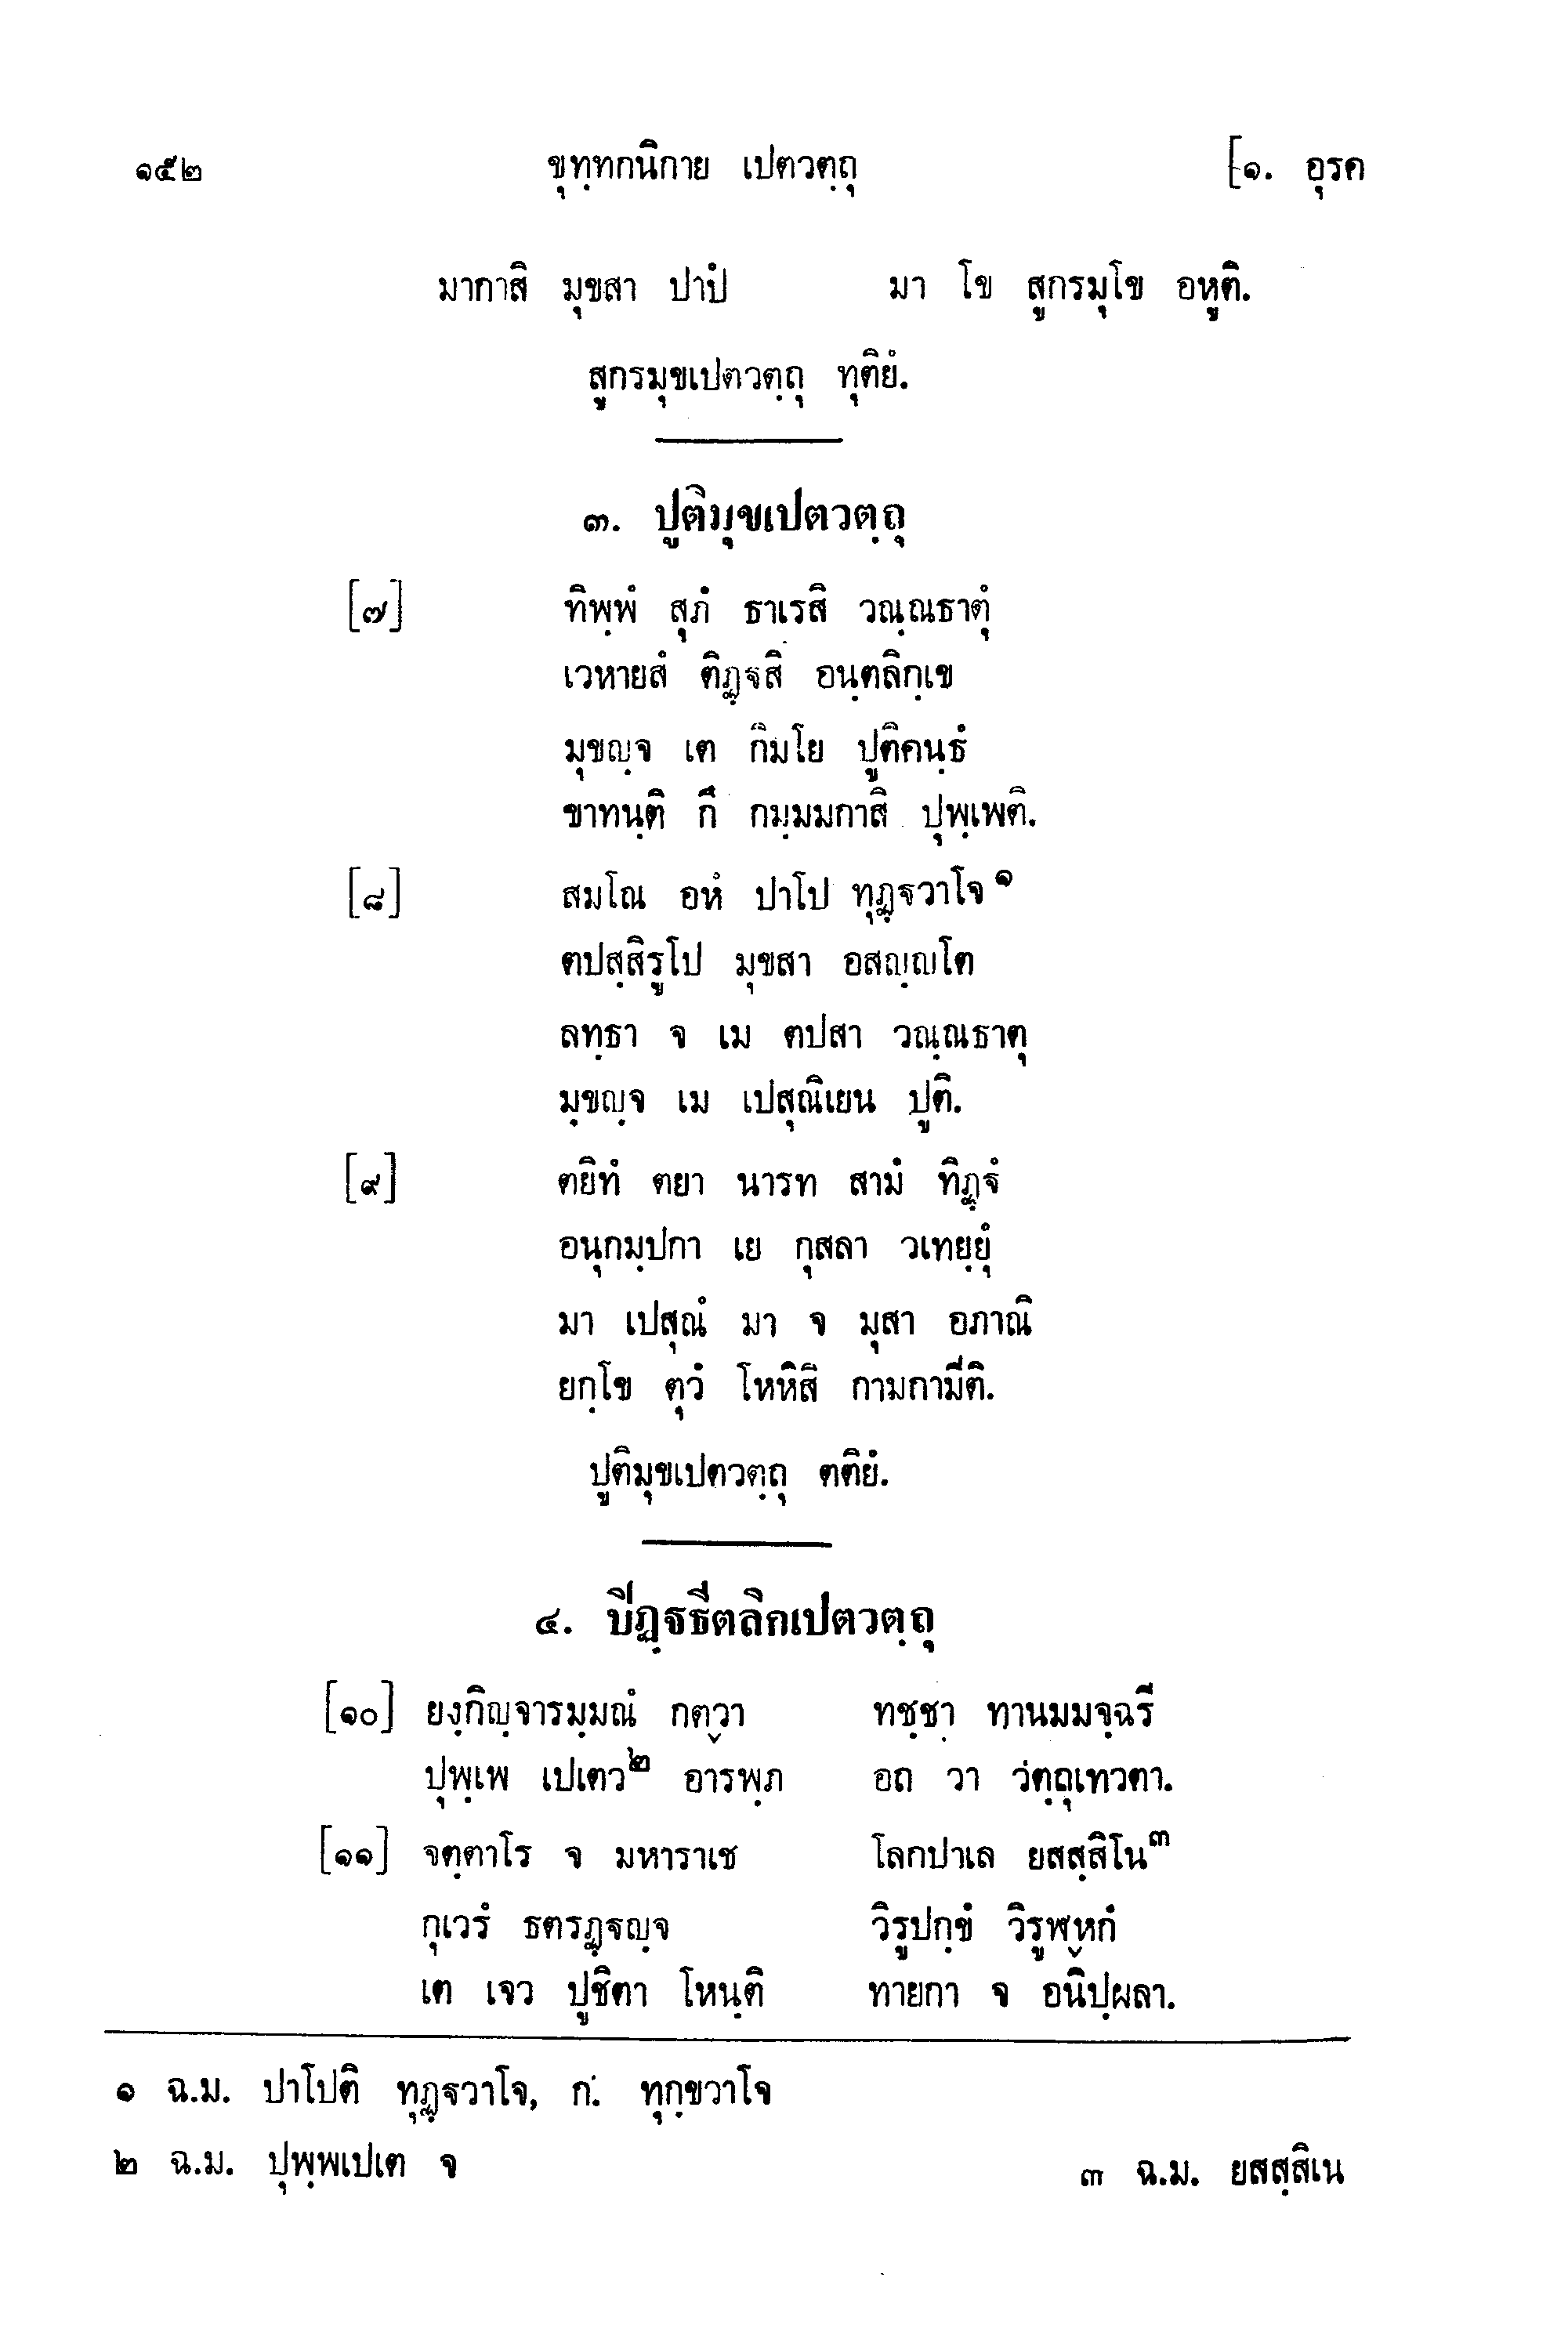 ๑๕๒ ขุทฺทกนิกาย เปตวตฺถุ [๑. อุรค
มากาสิ มุขสา ปาปํ มา โข สูกรมุโข อหูติ.
สูกรมุขเปตวตฺถุ ทุติยํ.
๓. ปูติมุขเปตวตฺถุ
[๗] ทิพฺพํ สุภํ ธาเรสิ วณฺณธาตุํ
เวหายสํ ติฏฺฐสิ อนฺตลิกฺเข
มุขญฺจ เต กิมิโย ปูติคนฺธํ
ขาทนฺติ กึ กมฺมมกาสิ ปุพฺเพติ.
[๘] สมโณ อหํ ปาโป ทุฏฺฐวาโจ ๑
ตปสฺสิรูโป มุขสา อสญฺญโต
ลทฺธา จ เม ตปสา วณฺณธาตุ
มุขญฺจ เม เปสุณิเยน ปูติ.
[๙] ตยิทํ ตยา นารท สามํ ทิฏฺฐํ
อนุกมฺปกา เย กุสลา วเทยฺยุํ
มา เปสุณํ มา จ มุสา อภาณิ
ยกฺโข ตุวํ โหหิสิ กามกามีติ.
ปูติมุขเปตวตฺถุ ตติยํ.
๔. ปิฏฺฐธีตลิกเปตวตฺถุ
[๑๐] ยงฺกิญฺจารมฺมณํ กตฺวา ทชฺชา ทานมมจฺฉรี
ปุพฺเพ เปเตว ๒ อารพฺภ อถ วา วตฺถุเทวตา.
[๑๑] จตฺตาโร จ มหาราเช โลกปาเล ยสสฺสิโน ๓
กุเวรํ ธตรฏฺฐญฺจ วิรูปกฺขํ วิรูฬฺหกํ
เต เจว ปูชิตา โหนฺติ ทายกา จ อนิปฺผลา.
๑ ฉ.ม. ปาโปติ ทุฏฺฐวาโจ, ก. ทุกฺขวาโจ
๒ ฉ.ม. ปุพฺพเปเต จ ๓ ฉ.ม. ยสสฺสิเน